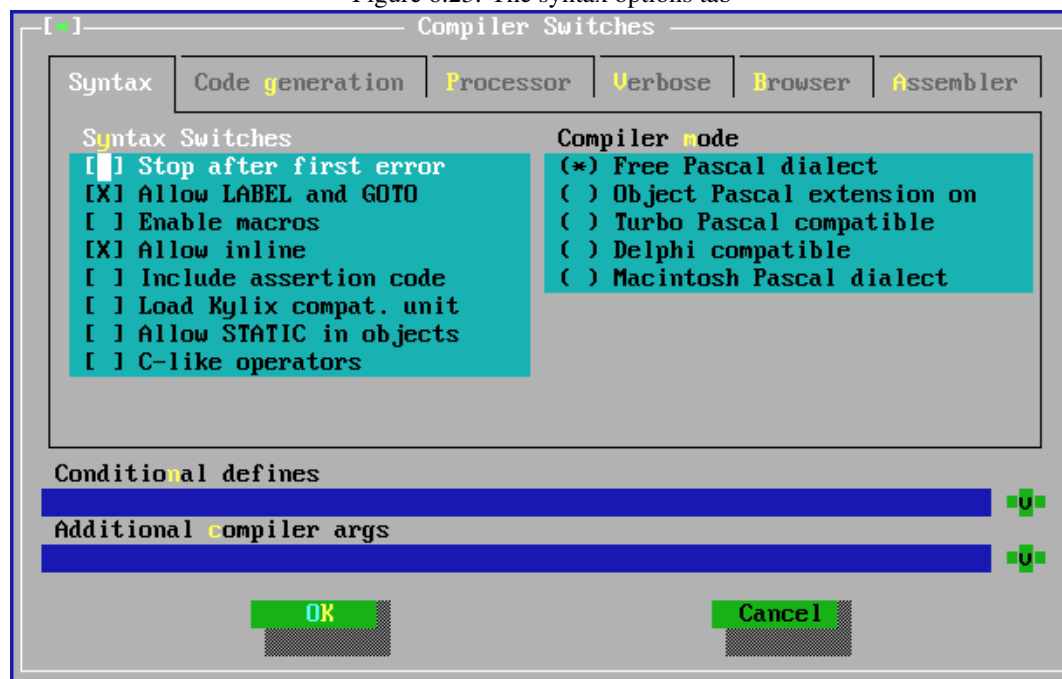 Figure 6.23: The syntax options tab
[*] Compiler Switches
Syntax Code generation Processor Verbose Browser Assembler
Syntax Switches
[ ] Stop after first error
[X] Allow LABEL and GOTO
[ ] Enable macros
[X] Allow inline
[ ] Include assertion code
[ ] Load Kylix compat. unit
[ ] Allow STATIC in objects
[ ] C-like operators
Compiler mode
(*) Free Pascal dialect
( ) Object Pascal extension on
( ) Turbo Pascal compatible
( ) Delphi compatible
( ) Macintosh Pascal dialect
Conditional defines
Additional compiler args
OK Cancel